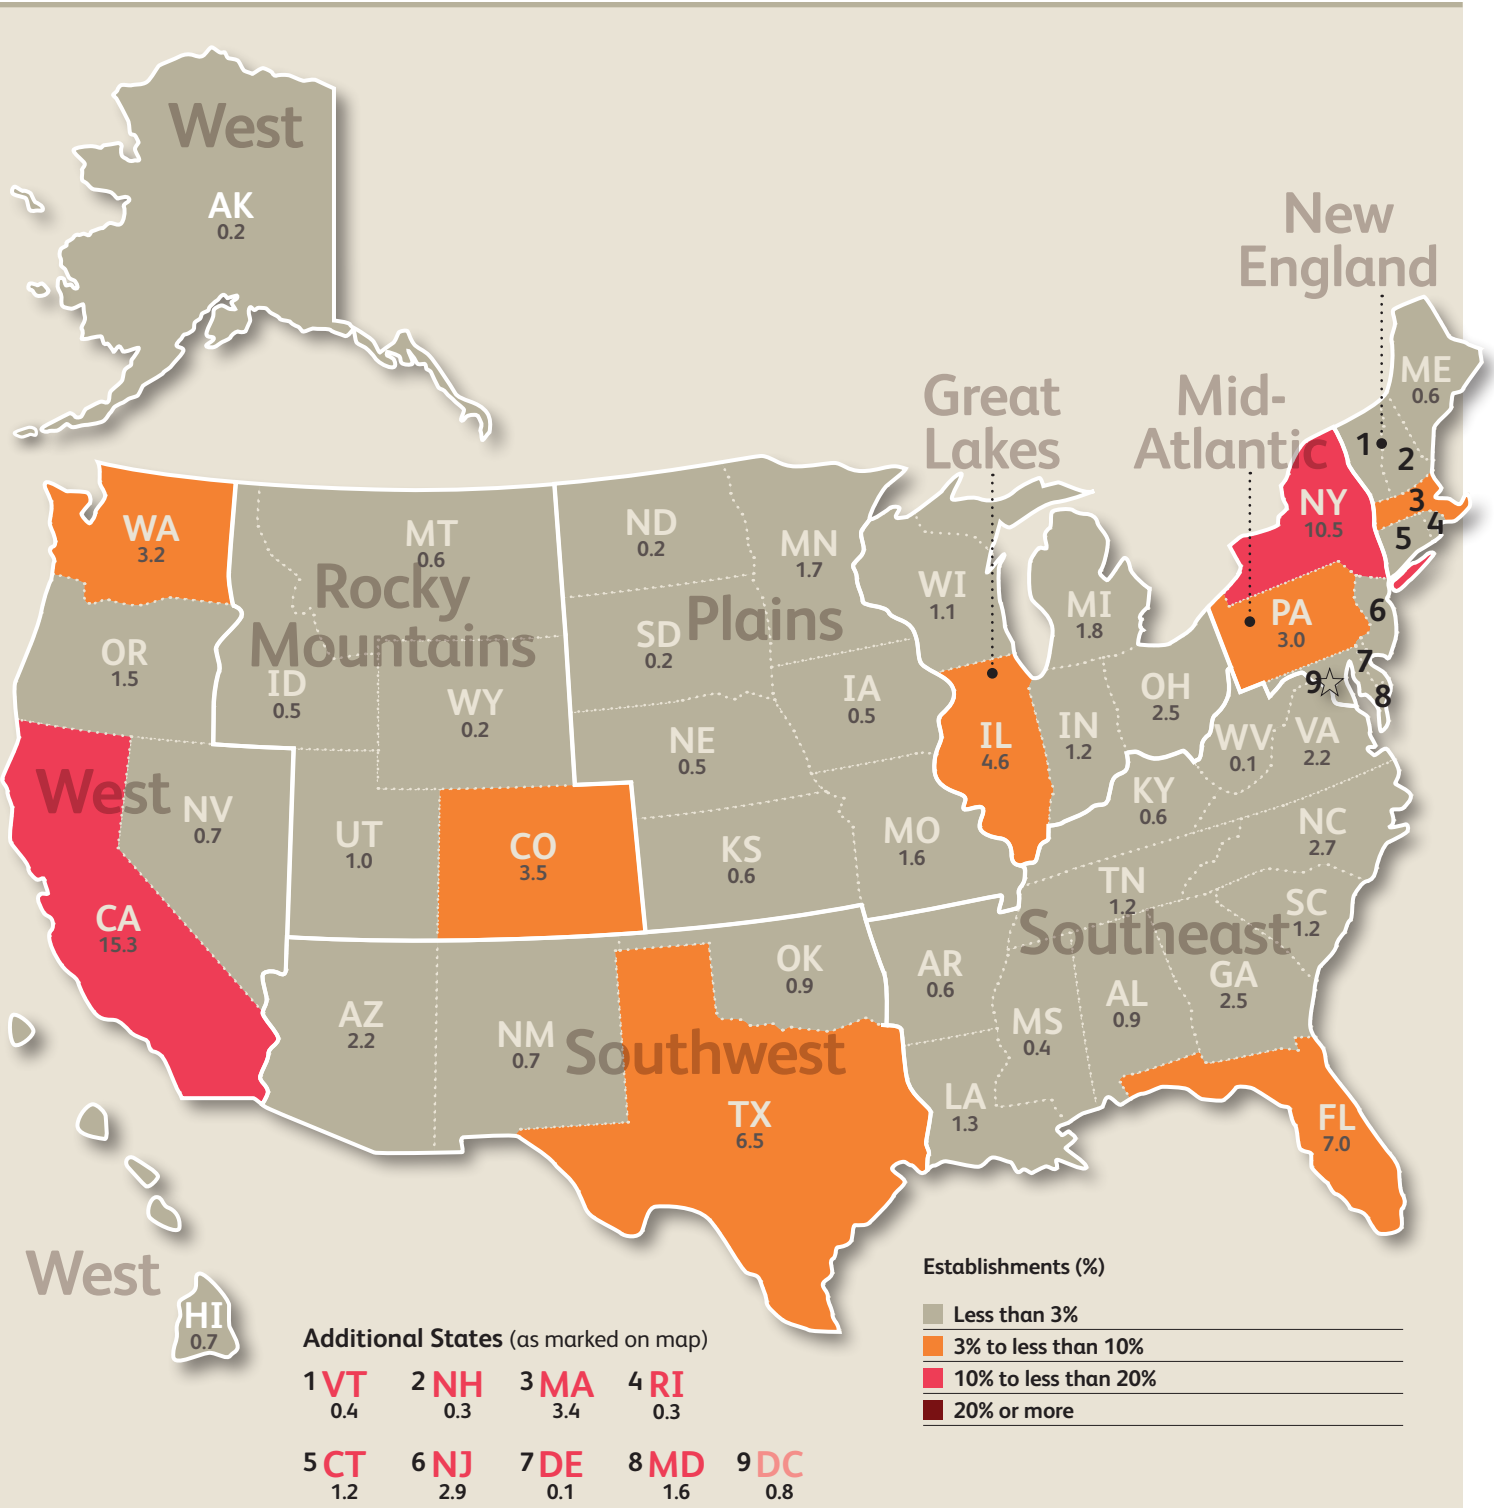 West
AK
0.2
New
England
ME
0.6
Great
Lakes
Mid-
Atlantic
1
2
3
4
5
NY
10.5
WA
3.2
MT
0.6
ND
0.2
MN
1.7
Rocky
Mountains
Plains
WI
1.1
MI
1.8
PA
3.0
6
7
8
9
OR
1.5
ID
0.5
WY
0.2
SD
0.2
IA
0.5
OH
2.5
IL
4.6
IN
1.2
WV
0.1
VA
2.2
NE
0.5
West
NV
0.7
UT
1.0
CO
3.5
KS
0.6
MO
1.6
KY
0.6
NC
2.7
TN
1.2
SC
1.2
Southeast
CA
15.3
AZ
2.2
NM
0.7
Southwest
OK
0.9
AR
0.6
MS
0.4
AL
0.9
GA
2.5
TX
6.5
LA
1.3
FL
7.0
West
HI
0.7
Establishments (%)
Less than 3%
3% to less than 10%
10% to less than 20%
20% or more
Additional States (as marked on map)
1 VT 2 NH 3 MA 4 RI
0.4 0.3 3.4 0.3
5 CT 6 NJ 7 DE 8 MD 9 DC
1.2 2.9 0.1 1.6 0.8